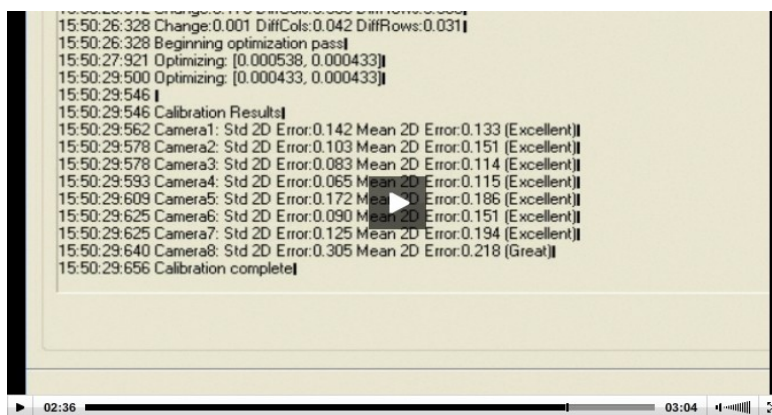 15:50:26:328 Change:0.001 DiffCols:0.042 DiffRows:0.031
15:50:26:328 Beginning optimization pass
15:50:27:921 Optimizing: [0.000538, 0.000433]
15:50:29:500 Optimizing: [0.000433, 0.000433]
15:50:29:546
15:50:29:546 Calibration Results
15:50:29:562 Camera1: Std 2D Error:0.142 Mean 2D Error:0.133 (Excellent)
15:50:29:578 Camera2: Std 2D Error:0.103 Mean 2D Error:0.151 (Excellent)
15:50:29:578 Camera3: Std 2D Error:0.083 Mean 2D Error:0.114 (Excellent)
15:50:29:593 Camera4: Std 2D Error:0.065 Mean 2D Error:0.115 (Excellent)
15:50:29:609 Camera5: Std 2D Error:0.172 Mean 2D Error:0.186 (Excellent)
15:50:29:625 Camera6: Std 2D Error:0.090 Mean 2D Error:0.151 (Excellent)
15:50:29:625 Camera7: Std 2D Error:0.125 Mean 2D Error:0.194 (Excellent)
15:50:29:640 Camera8: Std 2D Error:0.305 Mean 2D Error:0.218 (Great)
15:50:29:656 Calibration complete
02:36 03:04